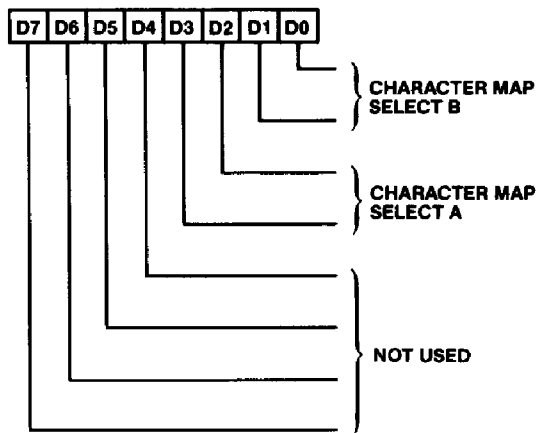 D7 D6 D5 D4 D3 D2 D1 D0
CHARACTER MAP
SELECT B
CHARACTER MAP
SELECT A
NOT USED